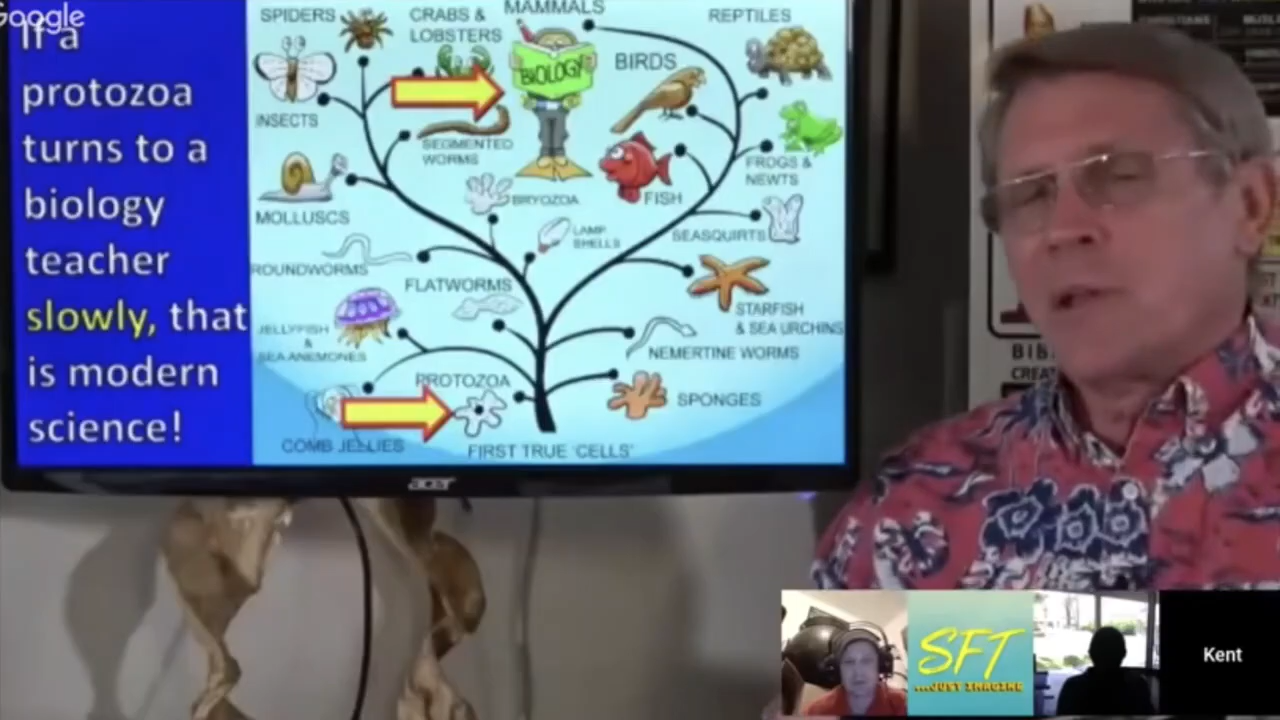 Google
If a
protozoa
turns to a
biology
teacher
slowly, that
is modern
science!
SPIDERS
CRABS &
LOBSTERS
MAMMALS
REPTILES
BIOLOGY
BIRDS
INSECTS
SEGMENTED
WORMS
FROGS &
NEWTS
MOLLUSCS
BRYOZOA
FISH
LAMP
SHELLS
SEASQUIRTS
ROUNDWORMS
FLATWORMS
STARFISH
& SEA URCHINS
JELLYFISH
&
SEA ANEMONES
NEMERTINE WORMS
PROTOZOA
SPONGES
COMB JELLIES
FIRST TRUE 'CELLS'
acer
SFT
...JUST IMAGINE
Kent